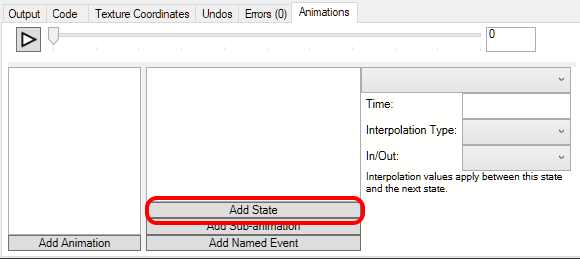 Output Code Texture Coordinates Undos Errors (0) Animations
0
Time:
Interpolation Type:
In/Out:
Interpolation values apply between this state
and the next state.
Add State
Add Sub-animation
Add Animation Add Named Event